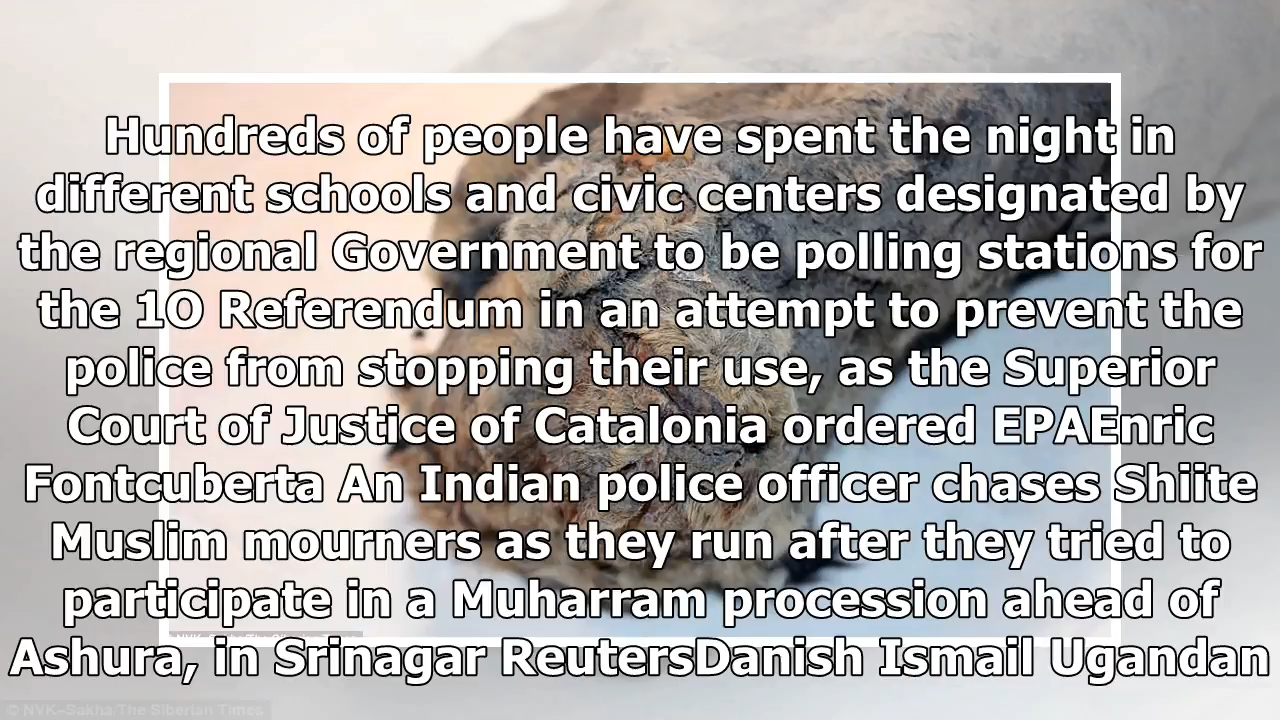 Hundreds of people have spent the night in
different schools and civic centers designated by
the regional Government to be polling stations for
the 1O Referendum in an attempt to prevent the
police from stopping their use, as the Superior
Court of Justice of Catalonia ordered EPAEnric
Fontcuberta An Indian police officer chases Shiite
Muslim mourners as they run after they tried to
participate in a Muharram procession ahead of
Ashura, in Srinagar ReutersDanish Ismail Ugandan
© NVK-Sakha/The Siberian Times